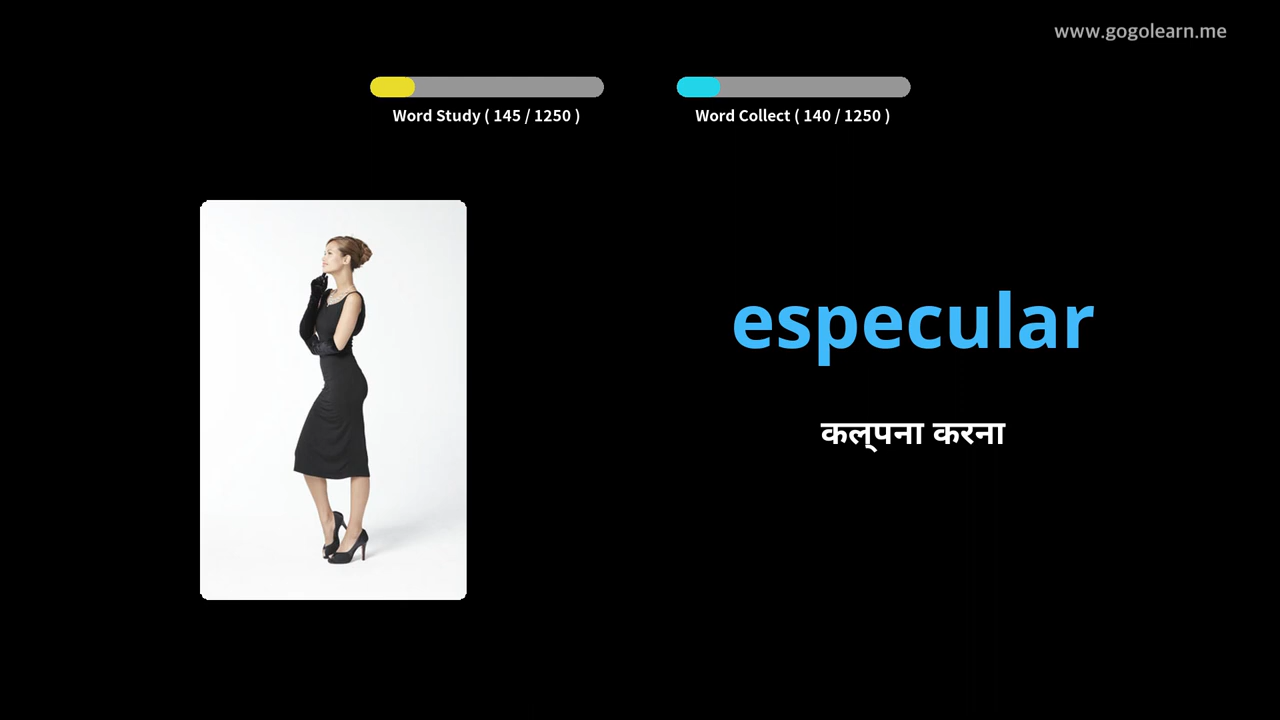 www.gogolearn.me
Word Study ( 145 / 1250 )
Word Collect ( 140 / 1250 )
especular
कल्पना करना